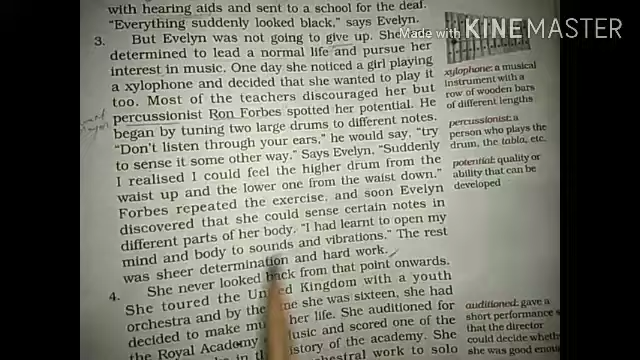 with hearing aids and sent to a school for the deaf.
"Everything suddenly looked black," says Evelyn.
3. But Evelyn was not going to give up. She
determined to lead a normal life and pursue her
interest in music. One day she noticed a girl playing
a xylophone and decided that she wanted to play it
too. Most of the teachers discouraged her but
percussionist Ron Forbes spotted her potential. He
began by tuning two large drums to different notes.
"Don't listen through your ears," he would say, "try
to sense it some other way." Says Evelyn, "Suddenly
I realised I could feel the higher drum from the
waist up and the lower one from the waist down."
Forbes repeated the exercise, and soon Evelyn
discovered that she could sense certain notes in
different parts of her body. "I had learnt to open my
mind and body to sounds and vibrations." The rest
was sheer determination and hard work.
4. She never looked back from that point onwards.
She toured the United Kingdom with a youth
orchestra and by the time she was sixteen, she had
decided to make her life. She auditioned for
the Royal Academy Music and scored one of the
in the history of the academy. She
work to solo
Made with KINEMASTER
xylophone: a musical
instrument with a
row of wooden bars
of different lengths
percussionist: a
person who plays the
drum, the tabla, etc.
potential: quality or
ability that can be
developed
auditioned: gave a
short performance s
that the director
could decide wheth
she was good enou